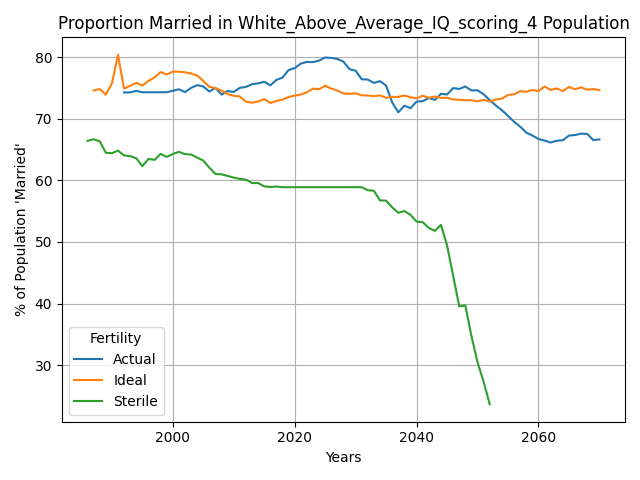 Proportion Married in White_Above_Average_IQ_scoring_4 Population
% of Population 'Married'
80
70
60
50
40
30
Fertility
Actual
Ideal
Sterile
2000
2020
2040
2060
Years